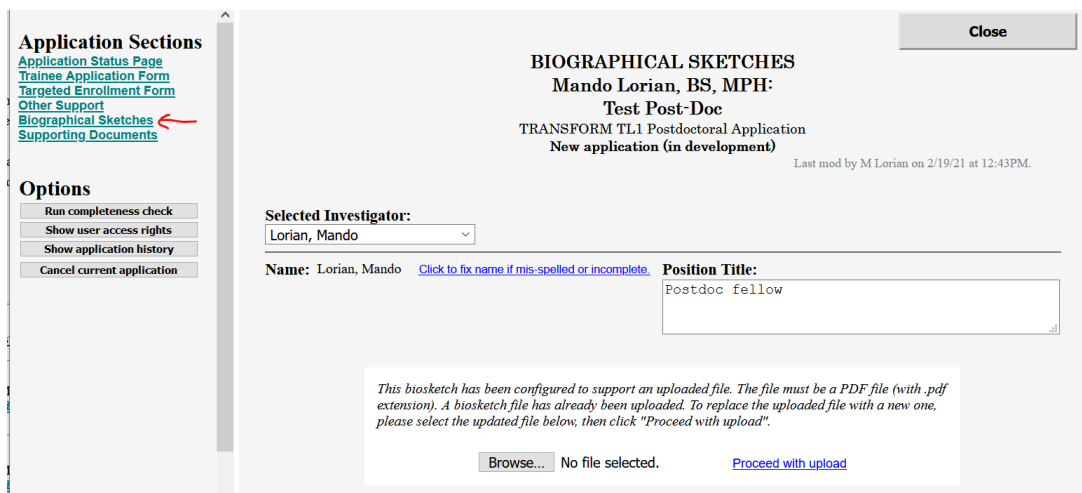 Application Sections
Application Status Page
Trainee Application Form
Targeted Enrollment Form
Other Support
Biographical Sketches
Supporting Documents
Options
Run completeness check
Show user access rights
Show application history
Cancel current application
Close
BIOGRAPHICAL SKETCHES
Mando Lorian, BS, MPH:
Test Post-Doc
TRANSFORM TL1 Postdoctoral Application
New application (in development)
Last mod by M Lorian on 2/19/21 at 12:43PM.
Selected Investigator:
Lorian, Mando
Name: Lorian, Mando Click to fix name if mis-spelled or incomplete. Position Title:
Postdoc fellow
This biosketch has been configured to support an uploaded file. The file must be a PDF file (with .pdf
extension). A biosketch file has already been uploaded. To replace the uploaded file with a new one,
please select the updated file below, then click "Proceed with upload".
Browse... No file selected. Proceed with upload